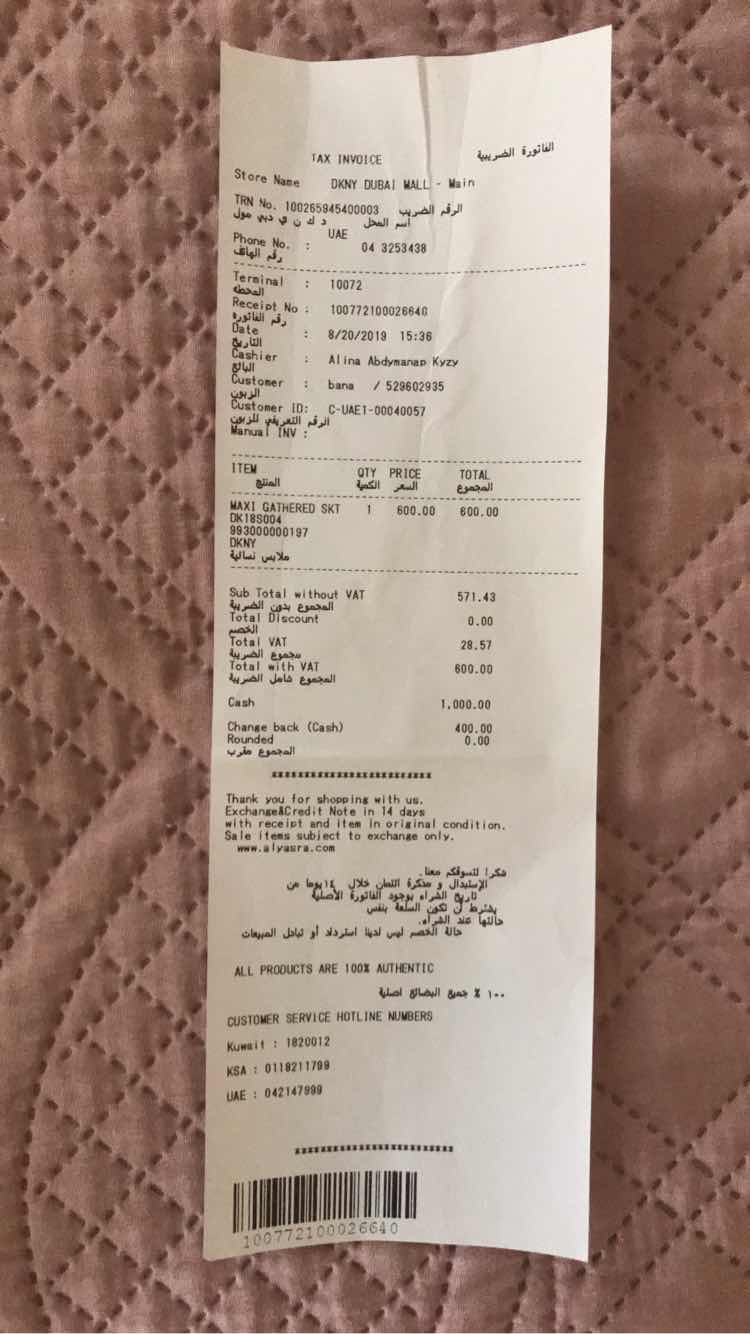 TAX INVOICE الفاتورة الضريبية
Store Name DKNY DUBAI MALL - Main
TRN No. 100265945400003 الرقم الضريب
اسم المحل د ك ن ي دبي مول
UAE
Phone No. : 04 3253438
رقم الهاتف
Terminal : 10072
المحطه
Receipt No : 100772100026640
رقم الفاتوره
Date : 8/20/2019 15:36
التاريخ
Cashier : Alina Abdymanap Kyzy
البائع
Customer : bana / 529602935
الزبون
Customer ID: C-UAE1-00040057
الرقم التعريفي للزبون
Manual INV :
ITEM QTY PRICE TOTAL
المنتج الكمية السعر المجموع
MAXI GATHERED SKT 1 600.00 600.00
DK18S004
993000000197
DKNY
ملابس نسائية
Sub Total without VAT 571.43
المجموع بدون الضريبة
Total Discount 0.00
الخصم
Total VAT 28.57
مجموع الضريبة
Total with VAT 600.00
المجموع شامل الضريبة
Cash 1,000.00
Change back (Cash) 400.00
Rounded 0.00
المجموع مقرب
Thank you for shopping with us.
Exchange&Credit Note in 14 days
with receipt and item in original condition.
Sale items subject to exchange only.
www.alyasra.com
شكرا لتسوقكم معنا.
الإستبدال و مذكرة الئتمان خلال ١٤ يوما من
تاريخ الشراء بوجود الفاتورة الأصلية
يشترط أن تكون السلعة بنفس
حالتها عند الشراء.
حالة الخصم ليس لدينا استرداد أو تبادل المبيعات
ALL PRODUCTS ARE 100% AUTHENTIC
١٠٠ % جميع البضائع اصلية
CUSTOMER SERVICE HOTLINE NUMBERS
Kuwait : 1820012
KSA : 0118211799
UAE : 042147999
100772100026640